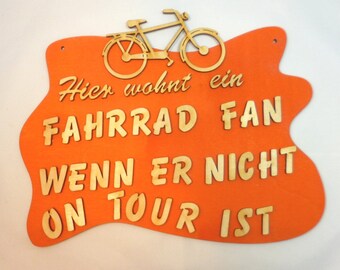 Hier wohnt ein
FAHRRAD FAN
WENN ER NICHT
ON TOUR IST